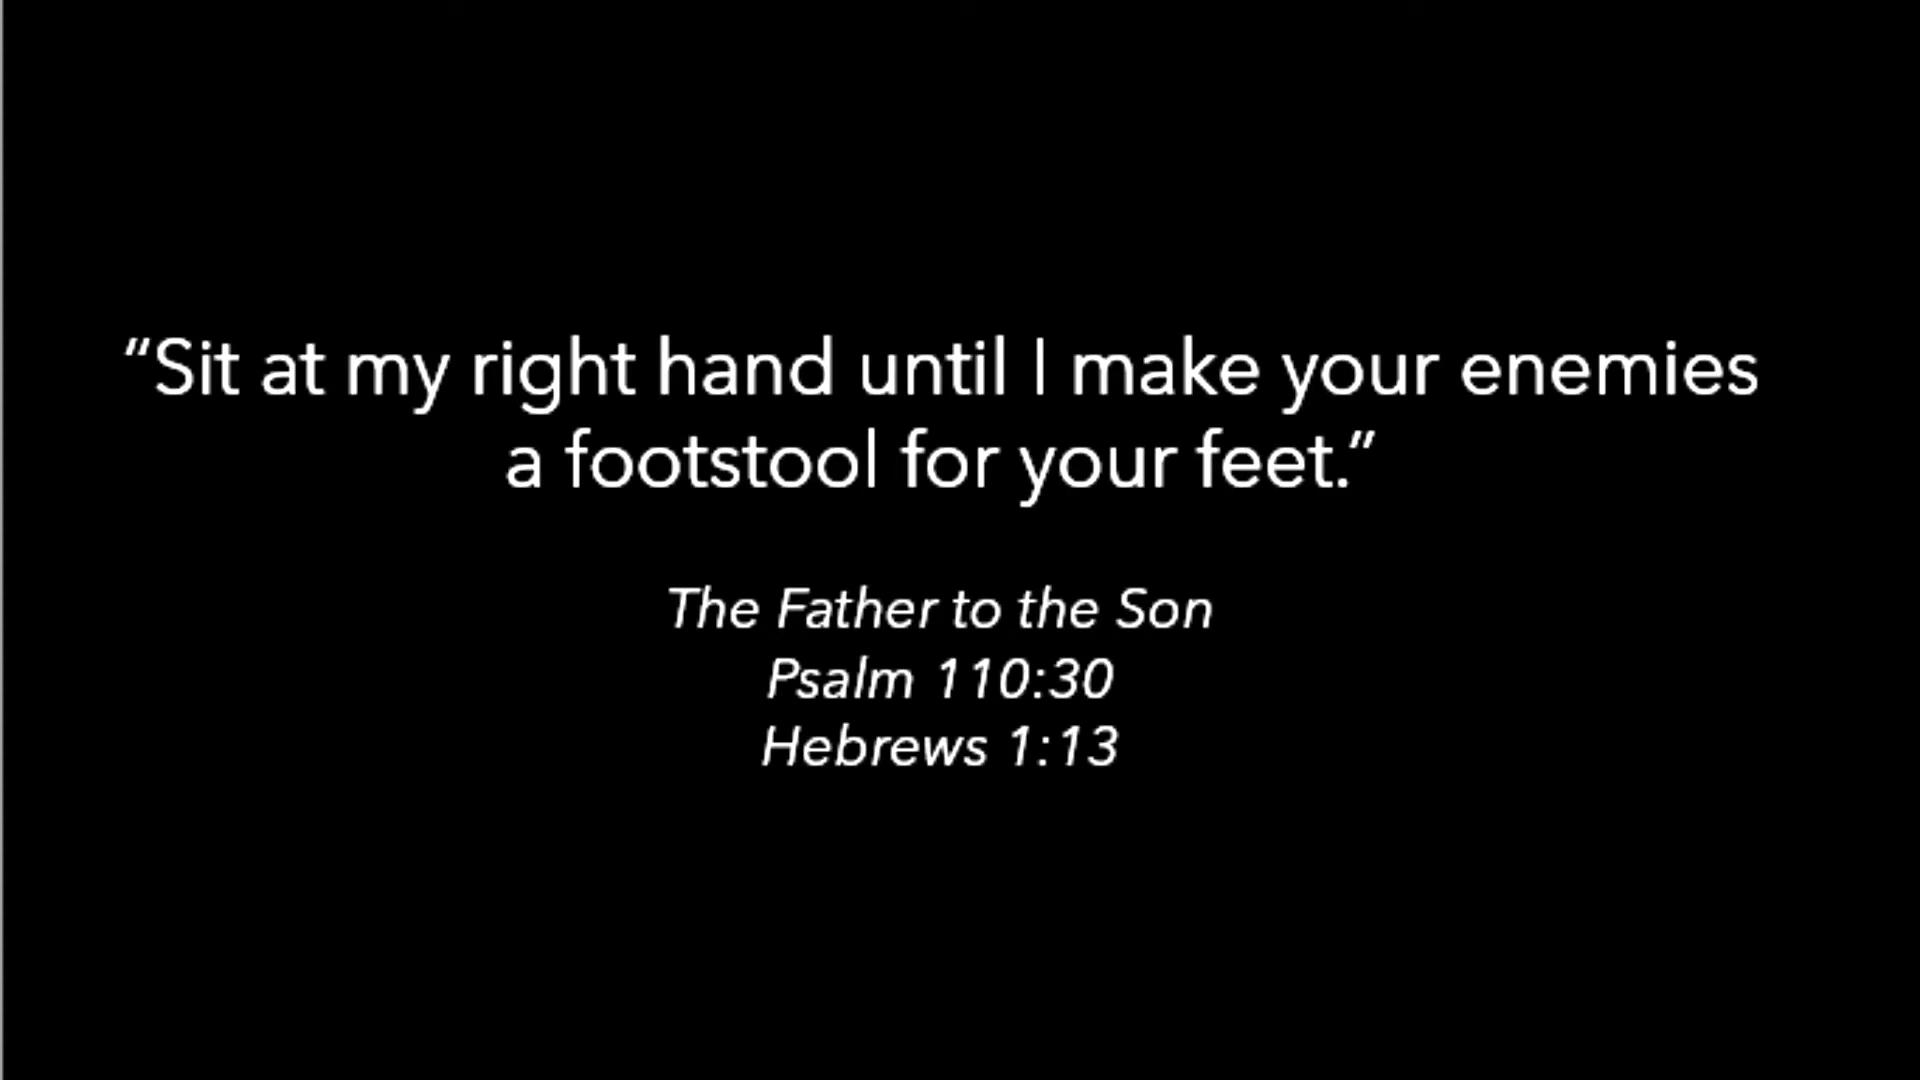 “Sit at my right hand until I make your enemies
a footstool for your feet.”
The Father to the Son
Psalm 110:30
Hebrews 1:13